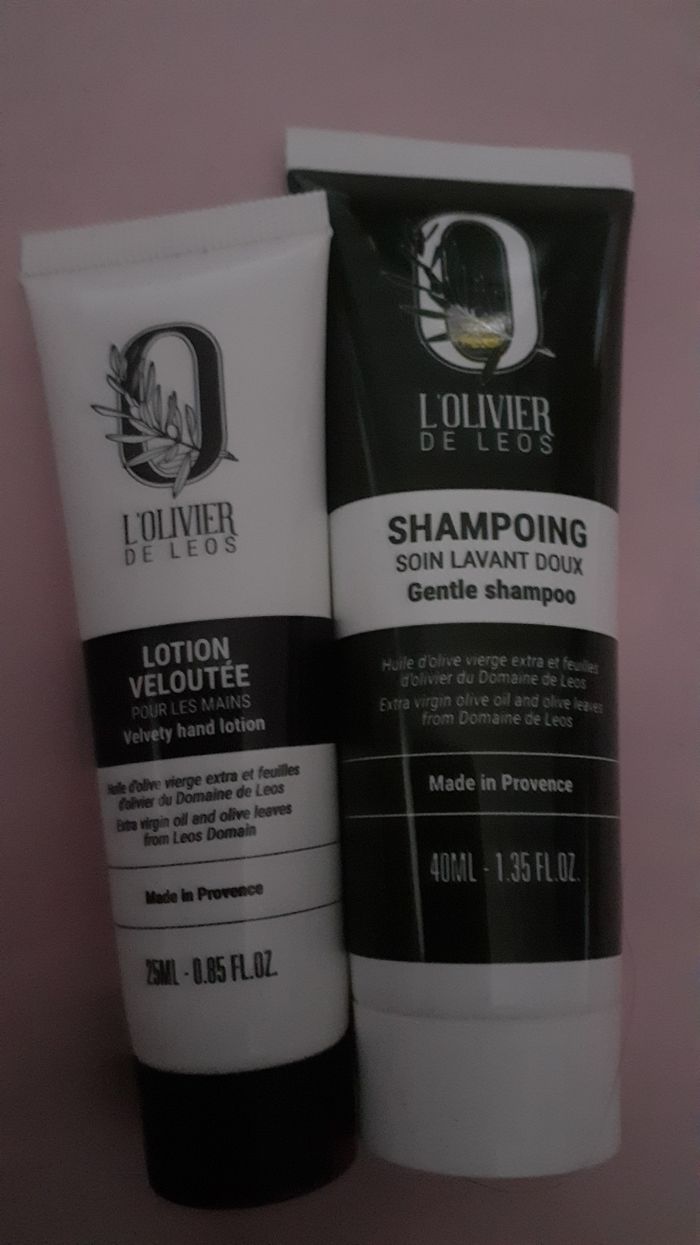 L'OLIVIER
DE LEOS
LOTION
VELOUTÉE
POUR LES MAINS
Velvety hand lotion
Huile d'olive vierge extra et feuilles
d'olivier du Domaine de Leos
Extra virgin oil and olive leaves
from Leos Domain
Made in Provence
25ML - 0.85 FL.OZ.
L'OLIVIER
DE LEOS
SHAMPOING
SOIN LAVANT DOUX
Gentle shampoo
Huile d'olive vierge extra et feuilles
d'olivier du Domaine de Leos
Extra virgin olive oil and olive leaves
from Domaine de Leos
Made in Provence
40ML - 1.35 FL.OZ.